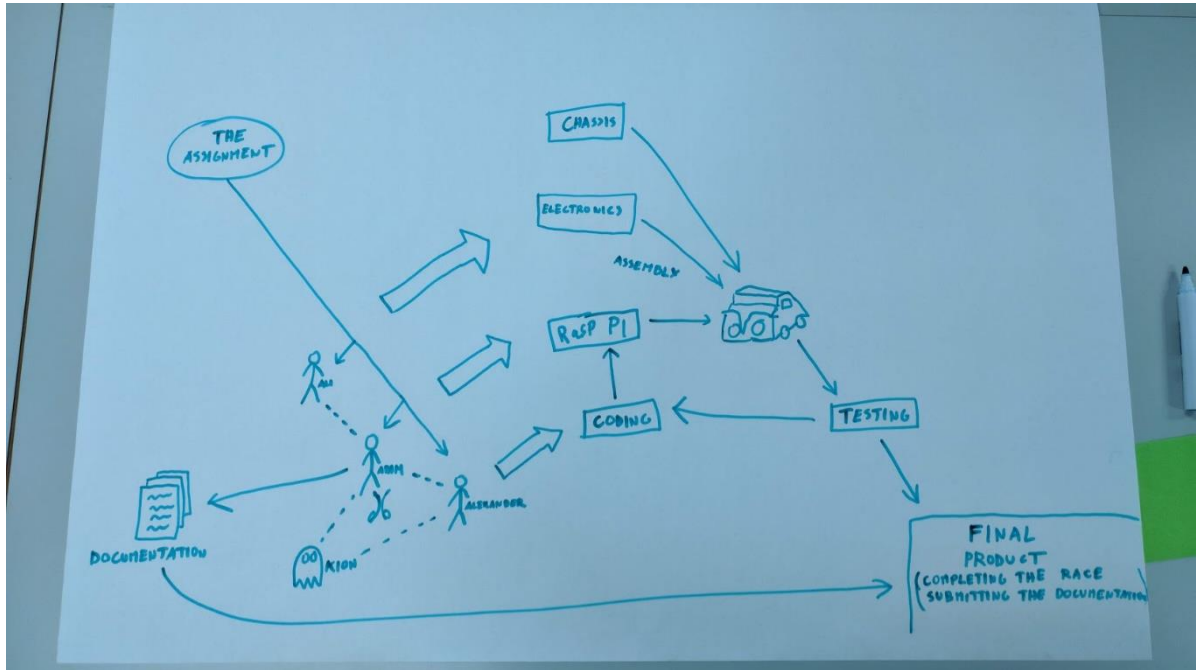 THE
ASSIGNMENT
CHASSIS
ELECTRONICS
ASSEMBLY
RASP PI
CODING
TESTING
ALI
ADAM
ALEXANDER
KION
DOCUMENTATION
FINAL
PRODUCT
(COMPLETING THE RACE
SUBMITTING THE DOCUMENTATION)